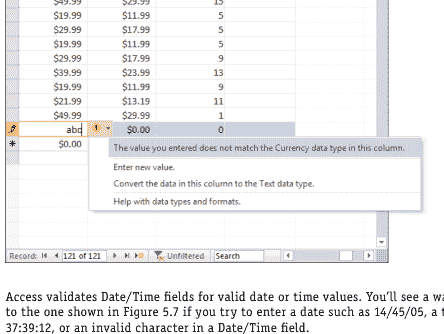 $49.99 $29.99 15
$19.99 $11.99 5
$29.99 $17.99 5
$19.99 $11.99 5
$29.99 $17.99 9
$39.99 $23.99 13
$19.99 $11.99 9
$21.99 $13.19 11
$49.99 $29.99 1
abc $0.00 0
$0.00
The value you entered does not match the Currency data type in this column.
Enter new value.
Convert the data in this column to the Text data type.
Help with data types and formats.
Record: 121 of 121 Unfiltered Search
Access validates Date/Time fields for valid date or time values. You'll see a
to the one shown in Figure 5.7 if you try to enter a date such as 14/45/05, a
37:39:12, or an invalid character in a Date/Time field.